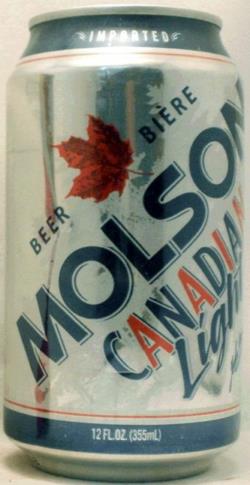 IMPORTED
BEER
BIÈRE
MOLSON
CANADIAN
Light
12 FL.OZ. (355mL)